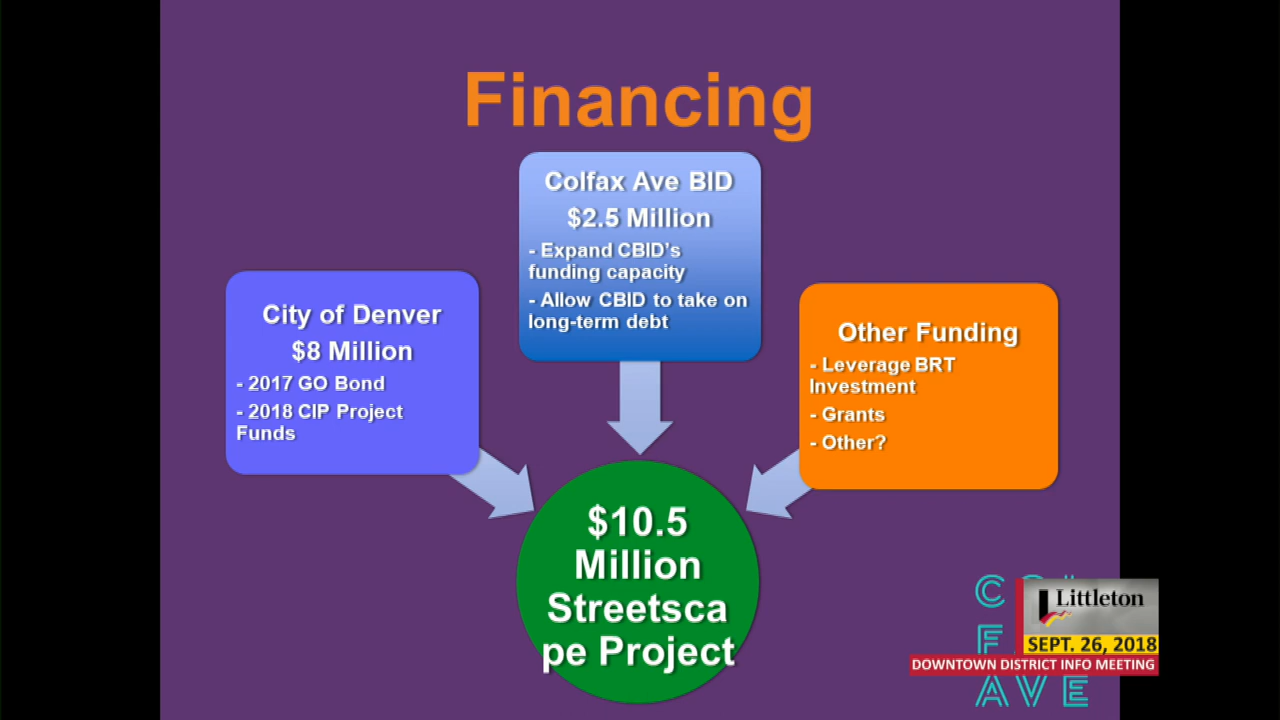 Financing
Colfax Ave BID
$2.5 Million
- Expand CBID's
funding capacity
- Allow CBID to take on
long-term debt
City of Denver
$8 Million
- 2017 GO Bond
- 2018 CIP Project
Funds
Other Funding
- Leverage BRT
Investment
- Grants
- Other?
$10.5
Million
Streetsca
pe Project
C
F
AVE
Littleton
SEPT. 26, 2018
DOWNTOWN DISTRICT INFO MEETING